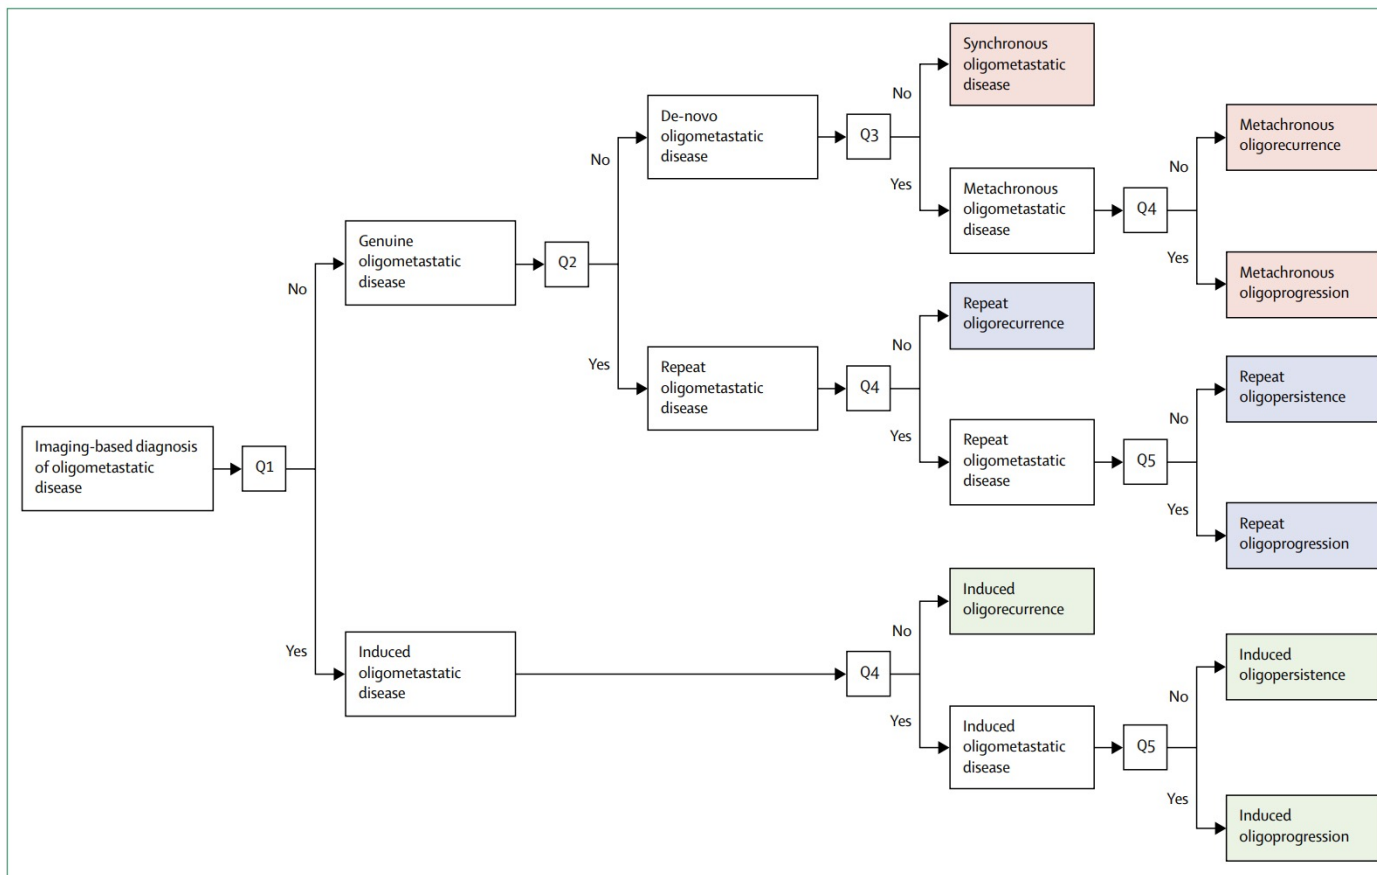 Imaging-based diagnosis
of oligometastatic
disease
Q1
No
Yes
Genuine
oligometastatic
disease
Q2
No
Yes
De-novo
oligometastatic
disease
Q3
No
Yes
Synchronous
oligometastatic
disease
Metachronous
oligometastatic
disease
Q4
No
Yes
Metachronous
oligorecurrence
Metachronous
oligoprogression
Repeat
oligometastatic
disease
Q4
No
Yes
Repeat
oligorecurrence
Repeat
oligometastatic
disease
Q5
No
Yes
Repeat
oligopersistence
Repeat
oligoprogression
Induced
oligometastatic
disease
Q4
No
Yes
Induced
oligorecurrence
Induced
oligometastatic
disease
Q5
No
Yes
Induced
oligopersistence
Induced
oligoprogression